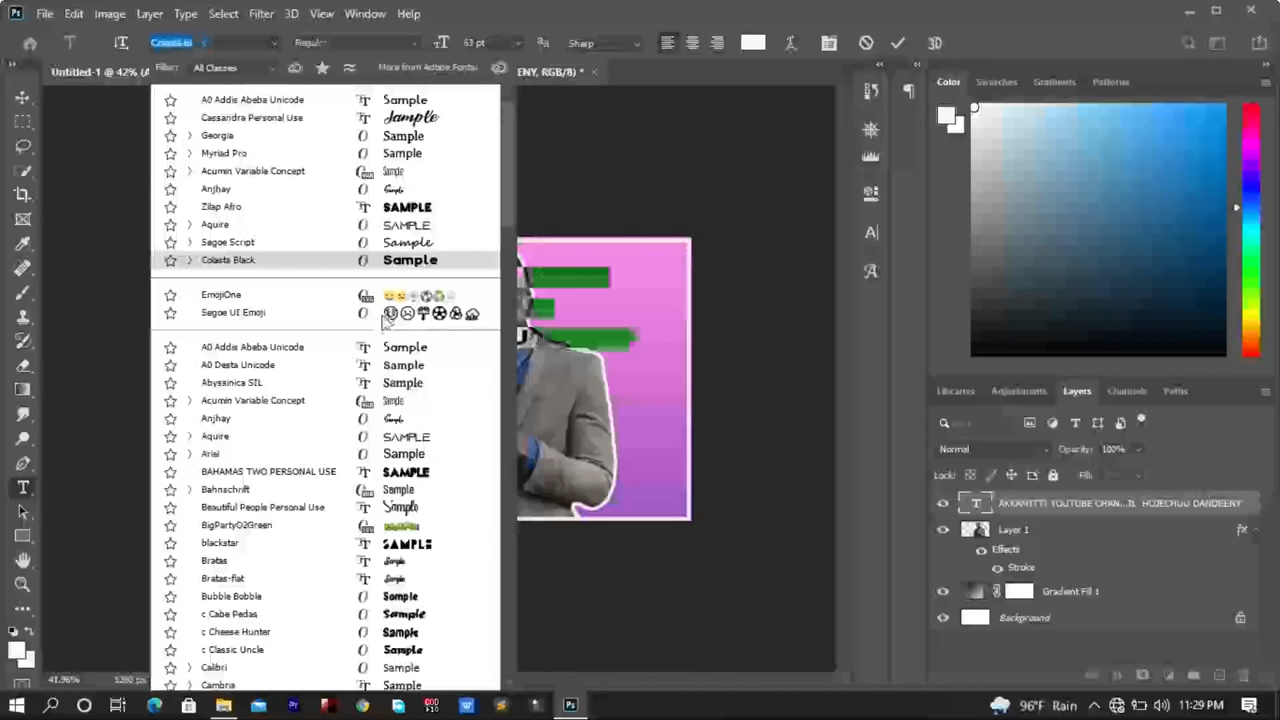 Ps File Edit Image Layer Type Select Filter 3D View Window Help
Regular 63 pt Sharp 3D
Filter: All Classes More from Adobe Fonts
Untitled-1 @ 42% (A ENY, RGB/8) *
A0 Addis Abeba Unicode Sample
Cassandra Personal Use Sample
Georgia Sample
Myriad Pro Sample
Acumin Variable Concept Sample
Anjhay Sample
Zilap Afro SAMPLE
Aquire SAMPLE
Segoe Script Sample
Colasta Black Sample
EmojiOne
Segoe UI Emoji
A0 Addis Abeba Unicode Sample
A0 Desta Unicode Sample
Abyssinica SIL Sample
Acumin Variable Concept Sample
Anjhay Sample
Aquire SAMPLE
Arial Sample
BAHAMAS TWO PERSONAL USE SAMPLE
Bahnschrift Sample
Beautiful People Personal Use Sample
BigPartyO2Green
blackstar SAMPLE
Bratas Sample
Bratas-flat Sample
Bubble Bobble Sample
c Cabe Pedas Sample
c Cheese Hunter Sample
c Classic Uncle Sample
Calibri Sample
Cambria Sample
Color Swatches Gradients Patterns
Libraries Adjustments Layers Channels Paths
Normal Opacity: 100%
Lock: Fill:
AKKAMITTI YOUTUBE CHAN...TI HOJECHUU DANDEENY
Layer 1 fx
Effects
Stroke
Gradient Fill 1
Background
41.96% 1280 px
96°F Rain 11:29 PM